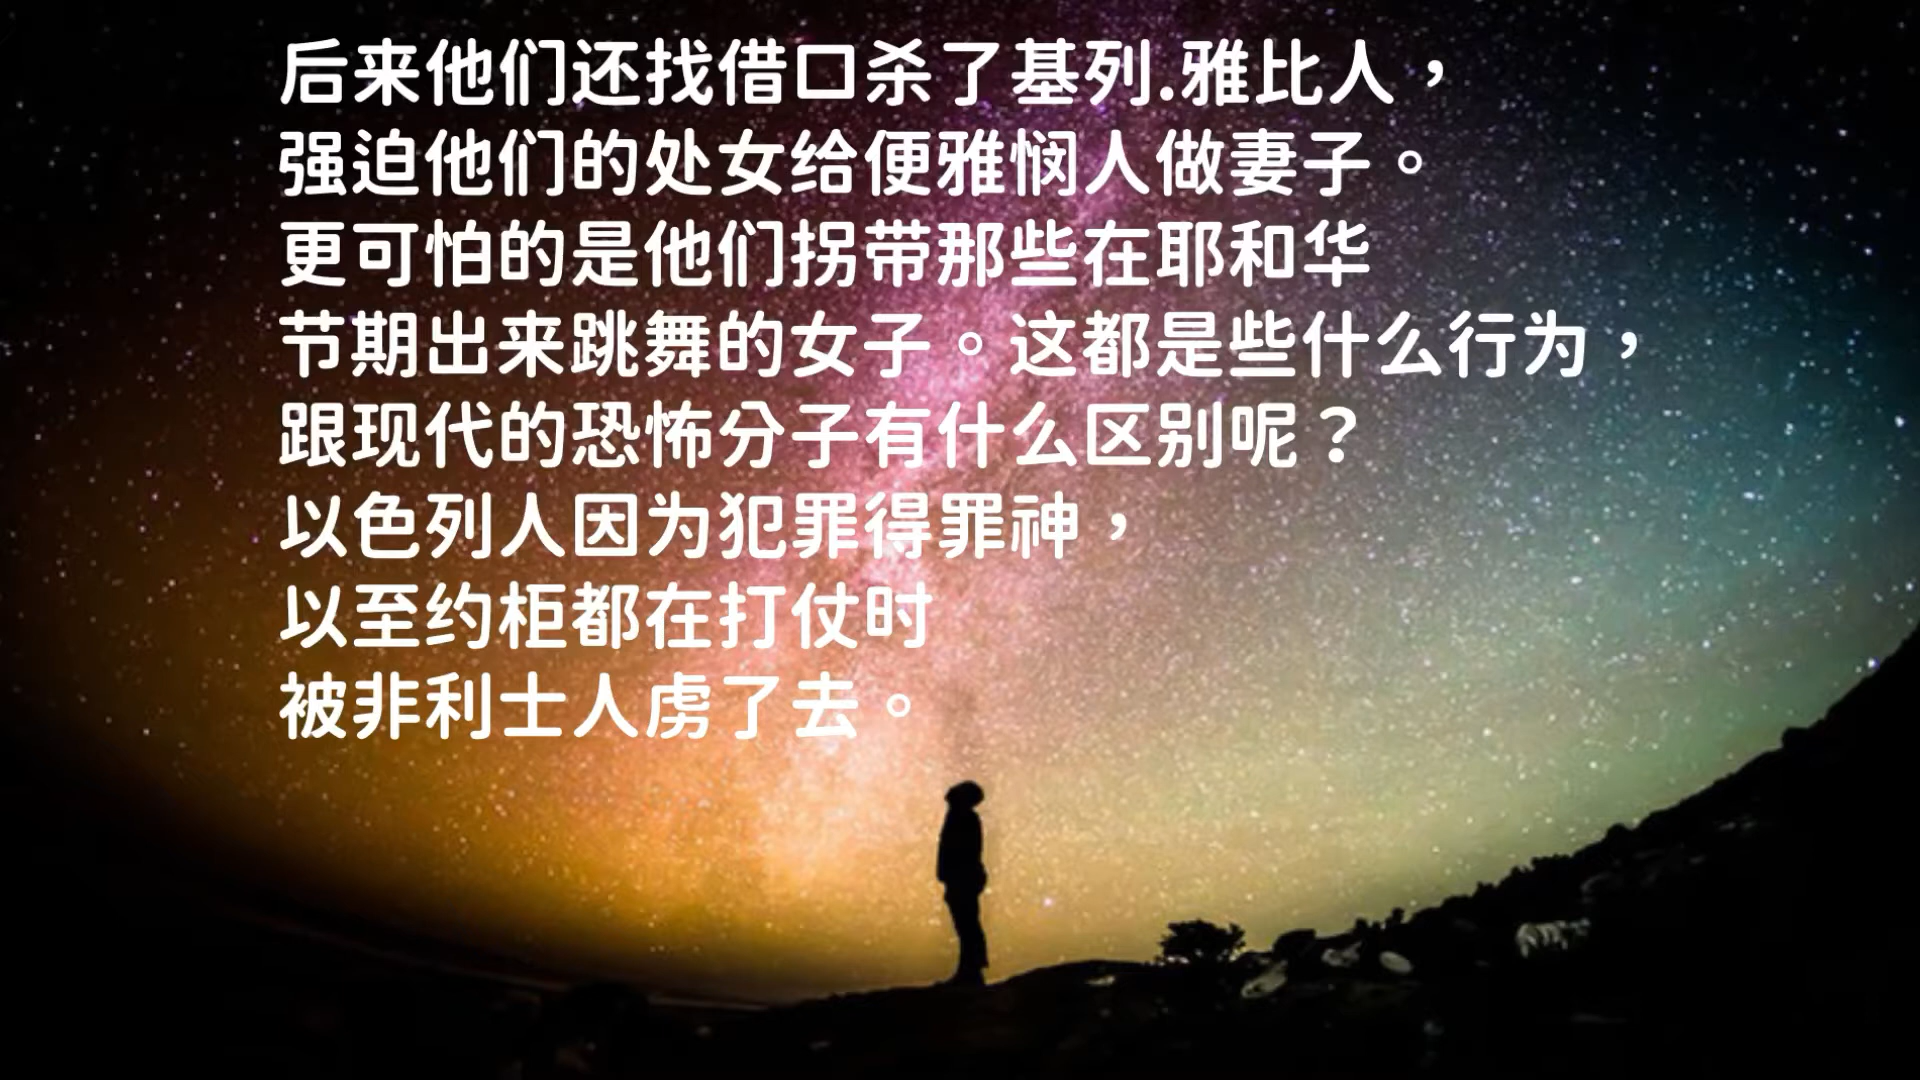 后来他们还找借口杀了基列.雅比人，
强迫他们的处女给便雅悯人做妻子。
更可怕的是他们拐带那些在耶和华
节期出来跳舞的女子。这都是些什么行为，
跟现代的恐怖分子有什么区别呢？
以色列人因为犯罪得罪神，
以至约柜都在打仗时
被非利士人虏了去。